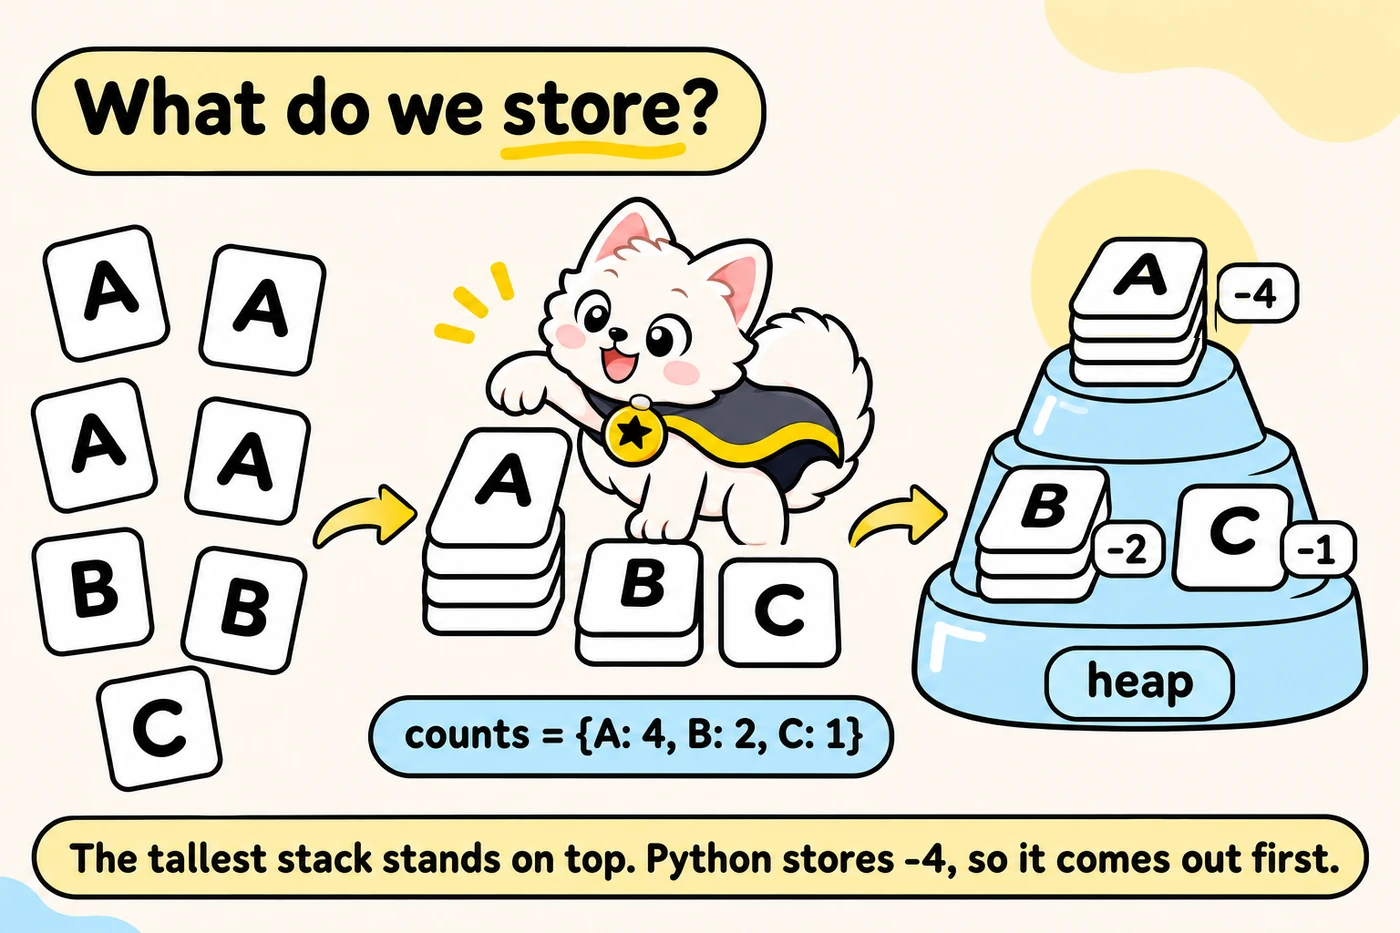 What do we store?
A A
A A
B B
C
A
B
C
counts = {A: 4, B: 2, C: 1}
A -4
B -2 C -1
heap
The tallest stack stands on top. Python stores -4, so it comes out first.